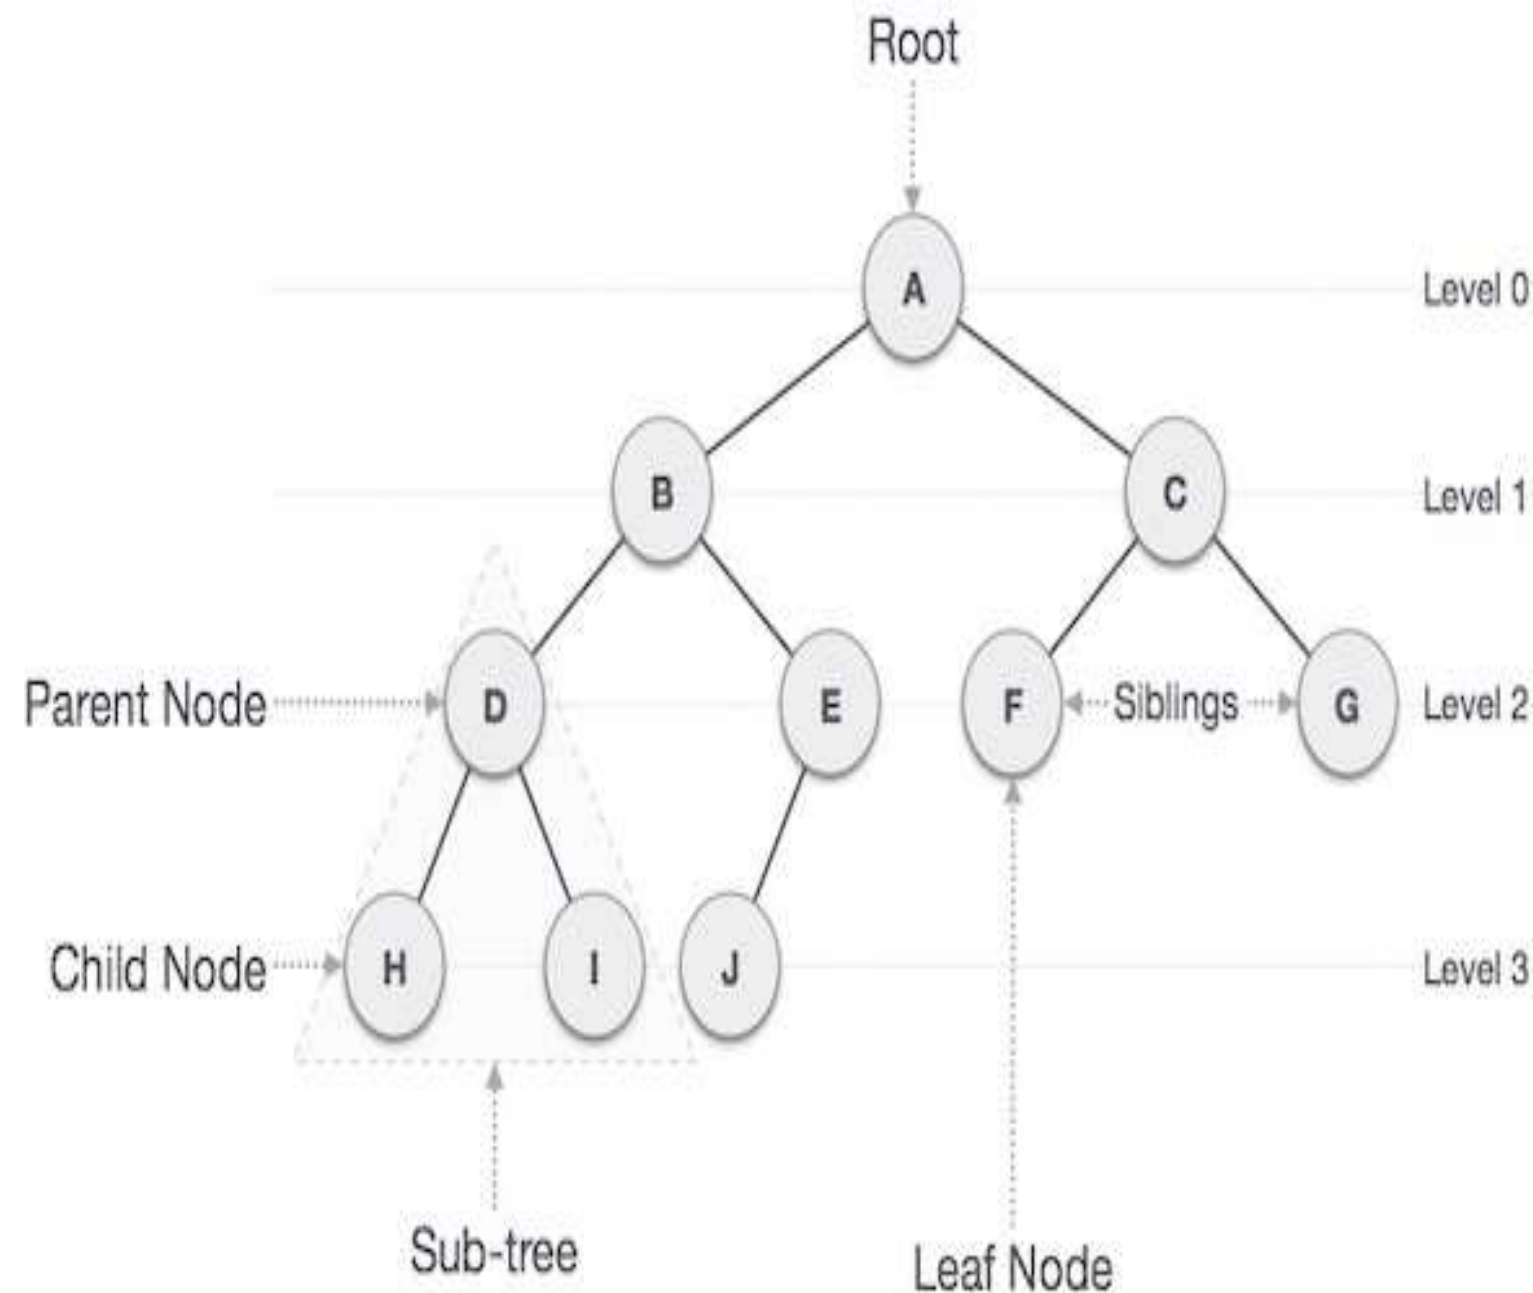 Root
A
Level 0
B
C
Level 1
Parent Node
D
E
F
Siblings
G
Level 2
Child Node
H
I
J
Level 3
Sub-tree
Leaf Node